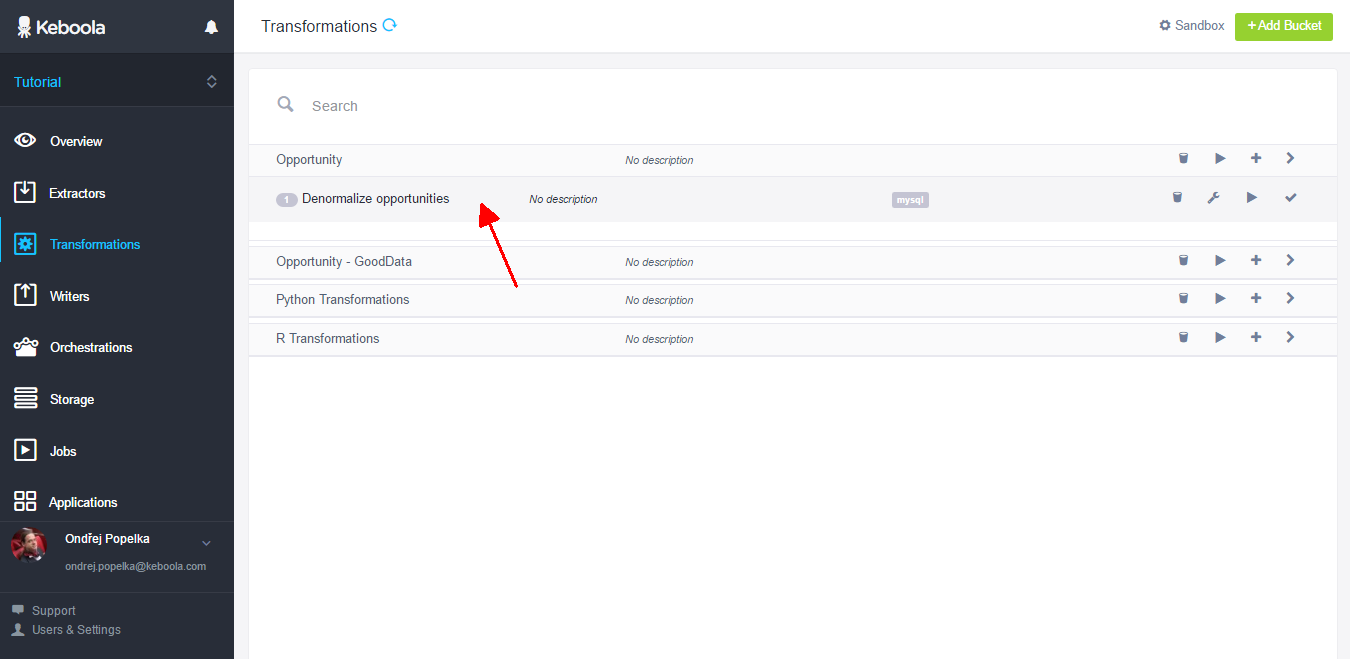 Keboola
Transformations
Sandbox
+ Add Bucket
Tutorial
Overview
Extractors
Transformations
Writers
Orchestrations
Storage
Jobs
Applications
Ondřej Popelka
ondrej.popelka@keboola.com
Support
Users & Settings
Search
Opportunity No description
1 Denormalize opportunities No description mysql
Opportunity - GoodData No description
Python Transformations No description
R Transformations No description